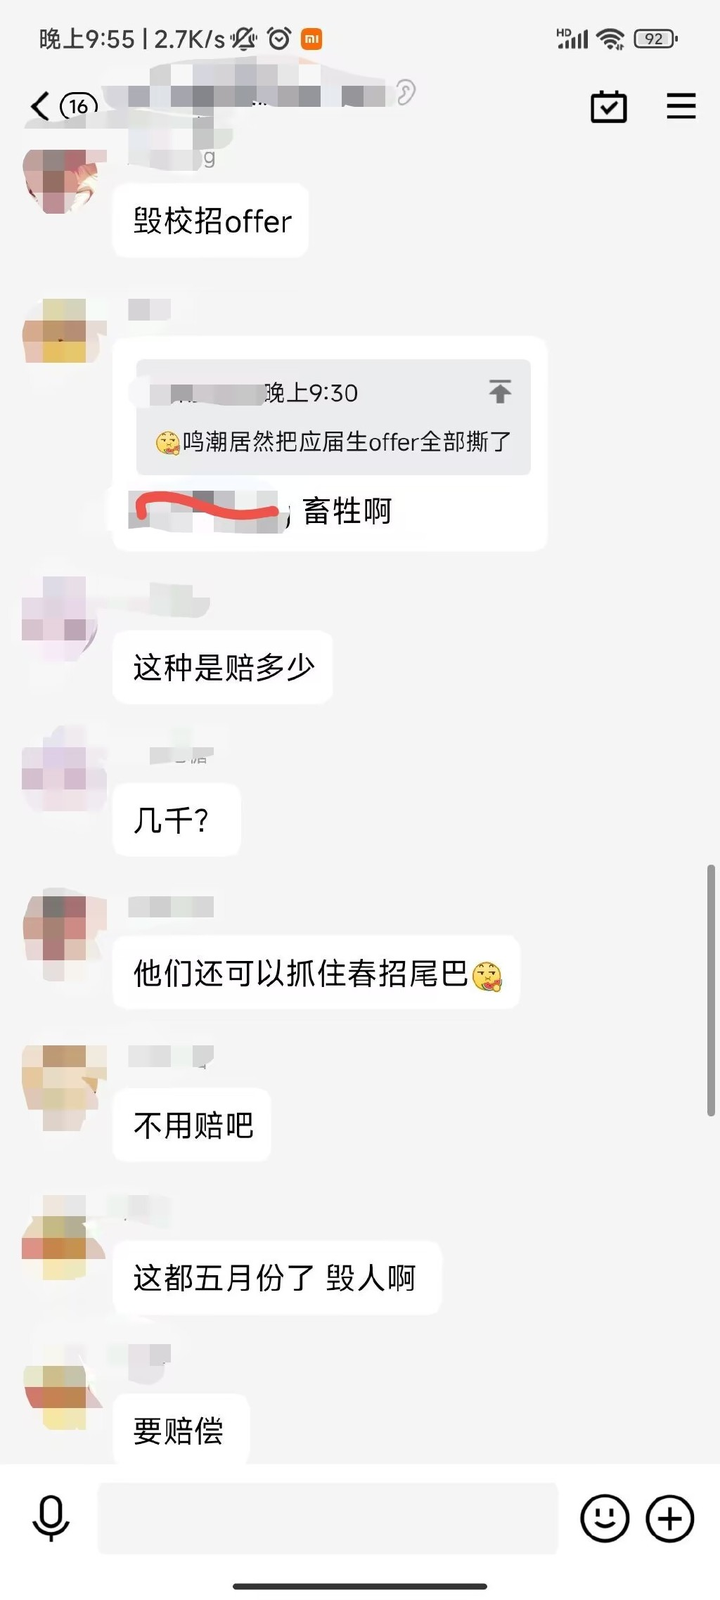 晚上9:55 | 2.7K/s
HD
92
16
g
毁校招offer
晚上9:30
鸣潮居然把应届生offer全部撕了
, 畜牲啊
这种是赔多少
几千?
他们还可以抓住春招尾巴
不用赔吧
这都五月份了 毁人啊
要赔偿